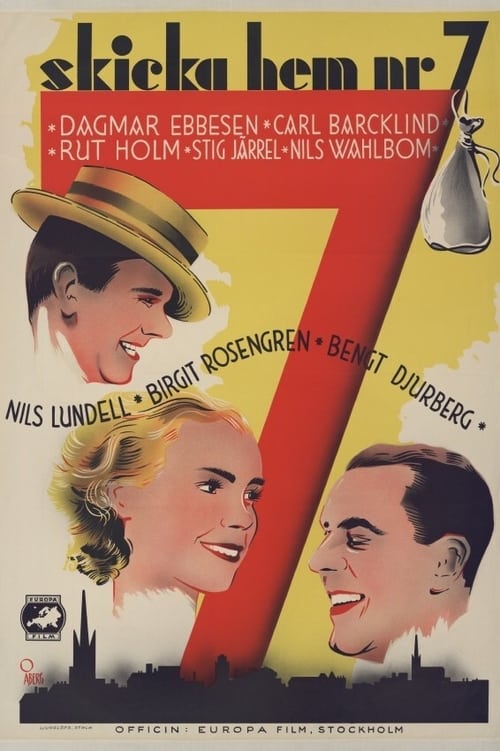 skicka hem nr 7
*DAGMAR EBBESEN*CARL BARCKLIND*
*RUT HOLM*STIG JÄRREL*NILS WAHLBOM*
7
NILS LUNDELL*BIRGIT ROSENGREN*BENGT DJURBERG*
EUROPA
FILM
ÅBERG
OFFICIN: EUROPA FILM, STOCKHOLM